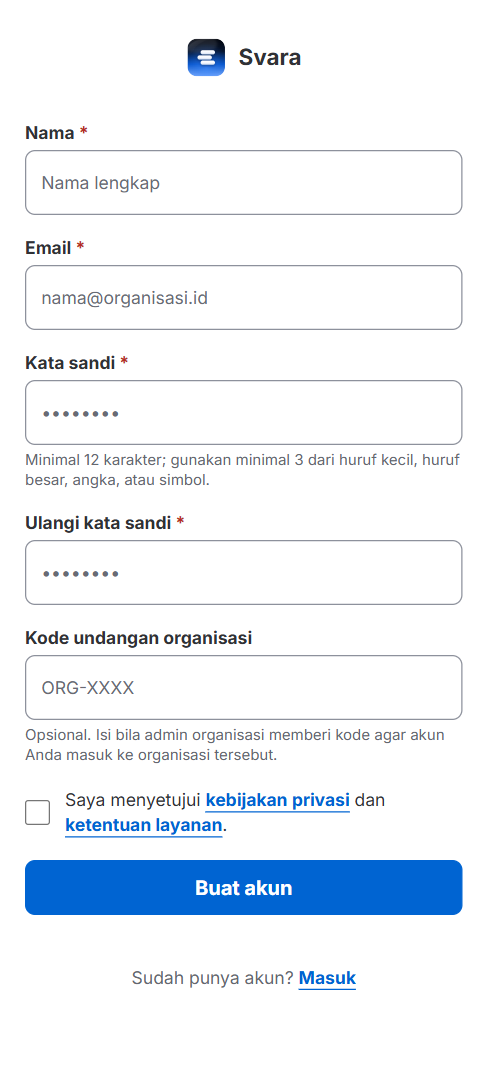 Svara
Nama *
Nama lengkap
Email *
nama@organisasi.id
Kata sandi *
••••••••
Minimal 12 karakter; gunakan minimal 3 dari huruf kecil, huruf
besar, angka, atau simbol.
Ulangi kata sandi *
••••••••
Kode undangan organisasi
ORG-XXXX
Opsional. Isi bila admin organisasi memberi kode agar akun
Anda masuk ke organisasi tersebut.
Saya menyetujui kebijakan privasi dan
ketentuan layanan.
Buat akun
Sudah punya akun? Masuk